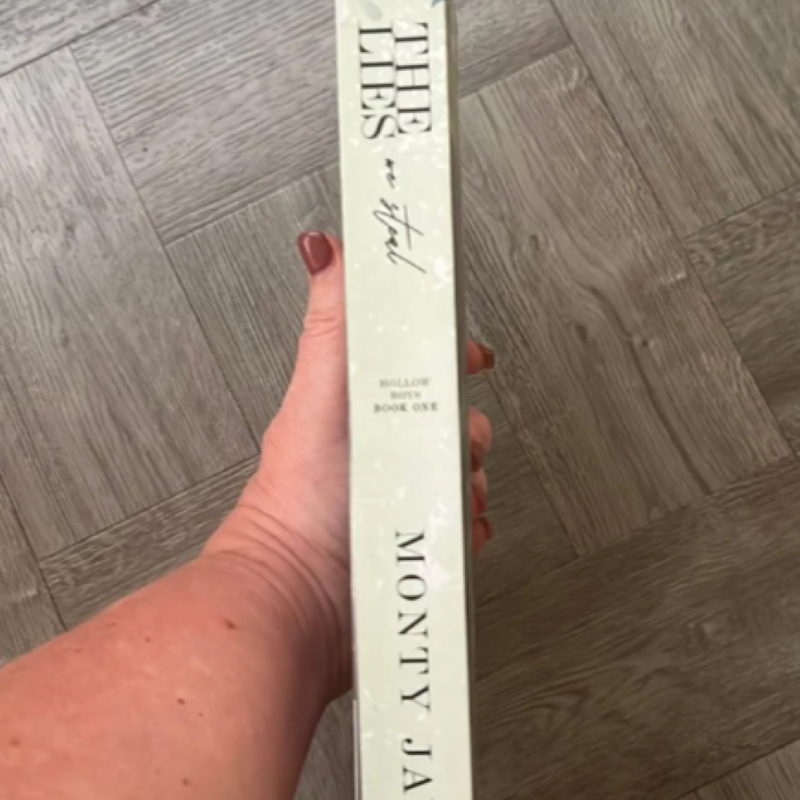 THE
LIES
we steal
HOLLOW
BOYS
BOOK ONE
MONTY JA